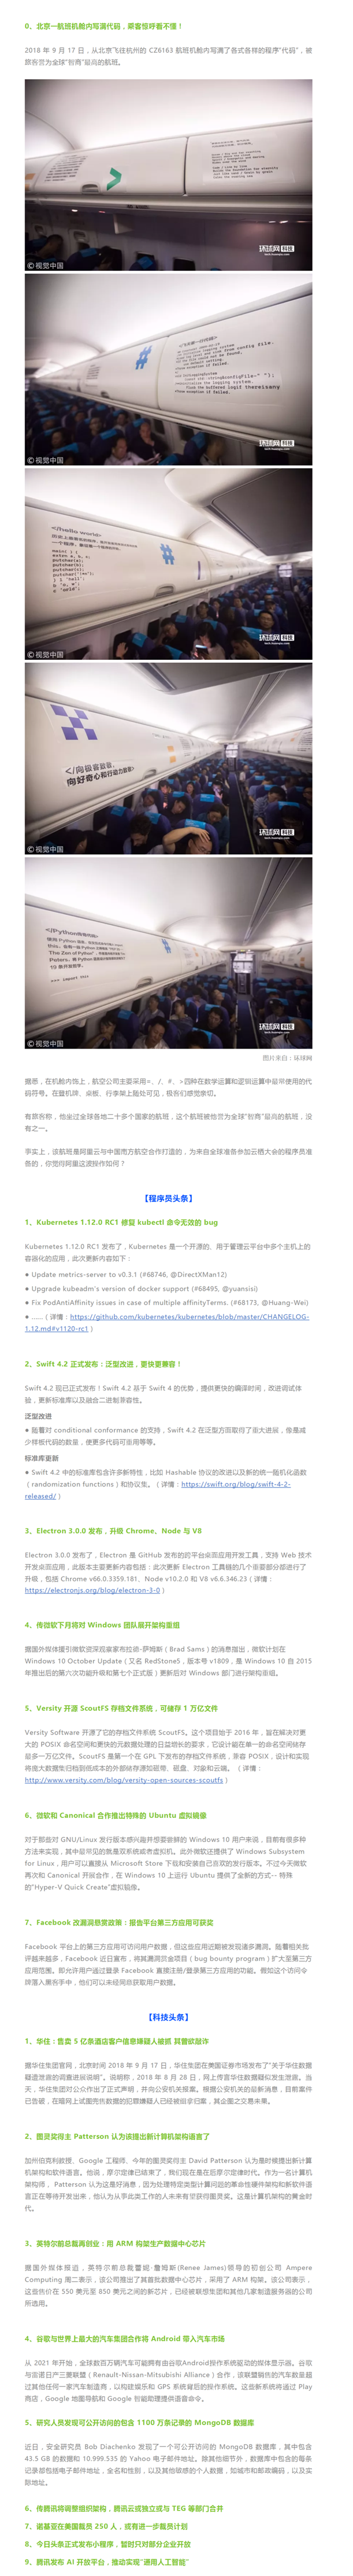 0、北京一航班机舱内写满代码，乘客惊呼看不懂！
2018 年 9 月 17 日，从北京飞往杭州的 CZ6163 航班机舱内写满了各式各样的程序"代码"，被
旅客誉为全球"智商"最高的航班。
环球网 科技
©视觉中国
环球网 科技
©视觉中国
</hello world>
main( ) {
环球网 科技
©视觉中国
</向极客致敬，
向好奇心和行动力致敬>
环球网 科技
©视觉中国
The Zen of Python
环球网 科技
©视觉中国
图片来自：环球网
据悉，在机舱内饰上，航空公司主要采用=、/、#、>四种在数学运算和逻辑运算中最常使用的代
码符号。在登机牌、桌板、行李架上随处可见，极客们感觉亲切。
有旅客称，他坐过全球各地二十多个国家的航班，这个航班被他誉为全球"智商"最高的航班，没
有之一。
事实上，该航班是阿里云与中国南方航空合作打造的，为来自全球准备参加云栖大会的程序员准
备的，你觉得阿里这波操作如何？
【程序员头条】
1、Kubernetes 1.12.0 RC1 修复 kubectl 命令无效的 bug
Kubernetes 1.12.0 RC1 发布了，Kubernetes 是一个开源的、用于管理云平台中多个主机上的
容器化的应用，此次更新内容如下：
● Update metrics-server to v0.3.1 (#68746, @DirectXMan12)
● Upgrade kubeadm's version of docker support (#68495, @yuansisi)
● Fix PodAntiAffinity issues in case of multiple affinityTerms. (#68173, @Huang-Wei)
● ......（ 详情：https://github.com/kubernetes/kubernetes/blob/master/CHANGELOG-
1.12.md#v1120-rc1 ）
2、Swift 4.2 正式发布：泛型改进，更快更兼容！
Swift 4.2 现已正式发布！Swift 4.2 基于 Swift 4 的优势，提供更快的编译时间，改进调试体
验，更新标准库以及融合二进制兼容性。
泛型改进
● 随着对 conditional conformance 的支持，Swift 4.2 在泛型方面取得了重大进展，像是减
少样板代码的数量，使更多代码可重用等等。
标准库更新
● Swift 4.2 中的标准库包含许多新特性，比如 Hashable 协议的改进以及新的统一随机化函数
（ randomization functions ）和协议集。（ 详情：https://swift.org/blog/swift-4-2-
released/ ）
3、Electron 3.0.0 发布，升级 Chrome、Node 与 V8
Electron 3.0.0 发布了，Electron 是 GitHub 发布的跨平台桌面应用开发工具，支持 Web 技术
开发桌面应用，此版本主要更新内容包括：此次更新 Electron 工具链的几个重要部分都进行了
升级，包括 Chrome v66.0.3359.181、Node v10.2.0 和 V8 v6.6.346.23（ 详情：
https://electronjs.org/blog/electron-3-0 ）
4、传微软下月将对 Windows 团队展开架构重组
据国外媒体援引微软资深观察家布拉德-萨姆斯（ Brad Sams ）的消息指出，微软计划在
Windows 10 October Update（ 又名 RedStone5，版本号 v1809，是 Windows 10 自 2015
年推出后的第六次功能升级和第七个正式版 ）更新后对 Windows 部门进行架构重组。
5、Versity 开源 ScoutFS 存档文件系统，可储存 1 万亿文件
Versity Software 开源了它的存档文件系统 ScoutFS。这个项目始于 2016 年，旨在解决对更
大的 POSIX 命名空间和更快的元数据处理的日益增长的要求，它设计能在单一的命名空间储存
最多一万亿文件。ScoutFS 是第一个在 GPL 下发布的存档文件系统，兼容 POSIX，设计和实现
将庞大数据集归档到低成本的外部储存源如磁带、磁盘、对象和云端。（ 详情：
http://www.versity.com/blog/versity-open-sources-scoutfs ）
6、微软和 Canonical 合作推出特殊的 Ubuntu 虚拟镜像
对于那些对 GNU/Linux 发行版本感兴趣并想要尝鲜的 Windows 10 用户来说，目前有很多种
方法来实现，其中最常见的就是双系统或者虚拟机。此外微软还提供了 Windows Subsystem
for Linux，用户可以直接从 Microsoft Store 下载和安装自己喜欢的发行版本。不过今天微软
再次和 Canonical 开展合作，在 Windows 10 上运行 Ubuntu 提供了全新的方式-- 特殊
的"Hyper-V Quick Create"虚拟镜像。
7、Facebook 改漏洞悬赏政策：报告平台第三方应用可获奖
Facebook 平台上的第三方应用可访问用户数据，但这些应用近期被发现诸多漏洞。随着相关批
评越来越多，Facebook 近日宣布，将其漏洞赏金项目（ bug bounty program ）扩大至第三方
应用范围。即允许用户通过登录 Facebook 直接注册/登录第三方应用的功能。假如这个访问令
牌落入黑客手中，他们可以未经同意获取用户数据。
【科技头条】
1、华住：售卖 5 亿条酒店客户信息嫌疑人被抓 其曾欲敲诈
据华住集团官网，北京时间 2018 年 9 月 17 日，华住集团在美国证券市场发布了"关于华住数据
疑遭泄漏的调查进展说明"。说明称，2018 年 8 月 28 日，网上传言华住数据疑似发生泄漏。当
天，华住集团对公众作出了正式声明，并向公安机关报案。根据公安机关的最新消息，目前案件
已告破，在暗网上试图兜售数据的犯罪嫌疑人已经被组拿归案，其企图之交易未果。
2、图灵奖得主 Patterson 认为该提出新计算机架构语言了
加州伯克利教授、Google 工程师、今年的图灵奖得主 David Patterson 认为是时候提出新计算
机架构和软件语言。他说，摩尔定律已结束了，我们现在是在后摩尔定律时代。作为一名计算机
架构师， Patterson 认为这是好消息，因为处理特定类型计算问题的革命性硬件架构和新软件语
言正在等待开发出来，他认为从事此类工作的人未来有望获得图灵奖。这是计算机架构的黄金时
代。
3、英特尔前总裁再创业：用 ARM 构架生产数据中心芯片
据国外媒体报道，英特尔前总裁蕾妮·詹姆斯(Renee James)领导的初创公司 Ampere
Computing 周二表示，该公司推出了其首批数据中心芯片，采用了 ARM 构架。该公司表示，
这些售价在 550 美元至 850 美元之间的新芯片，已经被联想集团和其他几家制造服务器的公司
所选用。
4、谷歌与世界上最大的汽车集团合作将 Android 带入汽车市场
从 2021 年开始，全球数百万辆汽车可能拥有由谷歌Android操作系统驱动的媒体显示器。谷歌
与雷诺日产三菱联盟（ Renault-Nissan-Mitsubishi Alliance ）合作，该联盟销售的汽车数量超
过其他任何一家汽车制造商，以构建娱乐和 GPS 系统背后的操作系统。这些新系统将通过 Play
商店，Google 地图导航和 Google 智能助理提供语音命令。
5、研究人员发现可公开访问的包含 1100 万条记录的 MongoDB 数据库
近日，安全研究员 Bob Diachenko 发现了一个可公开访问的 MongoDB 数据库，其中包含
43.5 GB 的数据和 10.999.535 的 Yahoo 电子邮件地址。除其他细节外，数据库中包含的每条
记录都包括电子邮件地址，全名和性别，以及其他敏感的个人数据，如城市和邮政编码，以及实
际地址。
6、传腾讯将调整组织架构，腾讯云或独立或与 TEG 等部门合并
7、诺基亚在美国裁员 250 人，或有进一步裁员计划
8、今日头条正式发布小程序，暂时只对部分企业开放
9、腾讯发布 AI 开放平台，推动实现"通用人工智能"